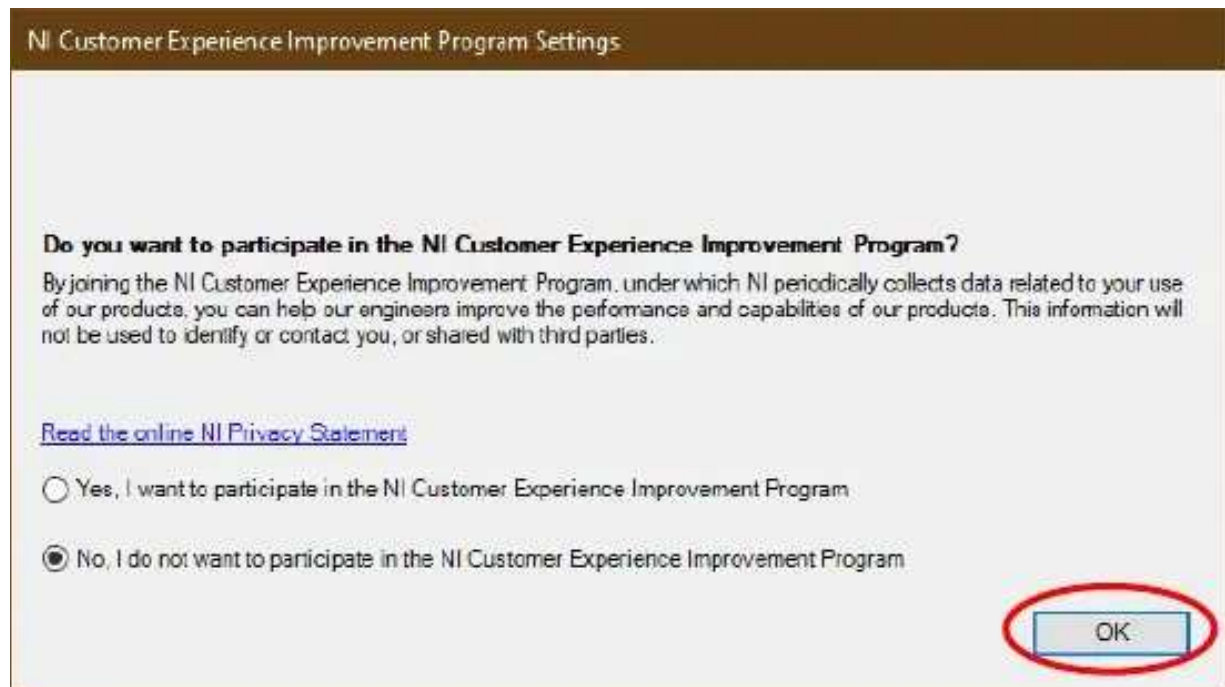 NI Customer Experience Improvement Program Settings
Do you want to participate in the NI Customer Experience Improvement Program?
By joining the NI Customer Experience Improvement Program, under which NI periodically collects data related to your use
of our products, you can help our engineers improve the performance and capabilities of our products. This information will
not be used to identify or contact you, or shared with third parties.
Read the online NI Privacy Statement
Yes, I want to participate in the NI Customer Experience Improvement Program
No, I do not want to participate in the NI Customer Experience Improvement Program
OK